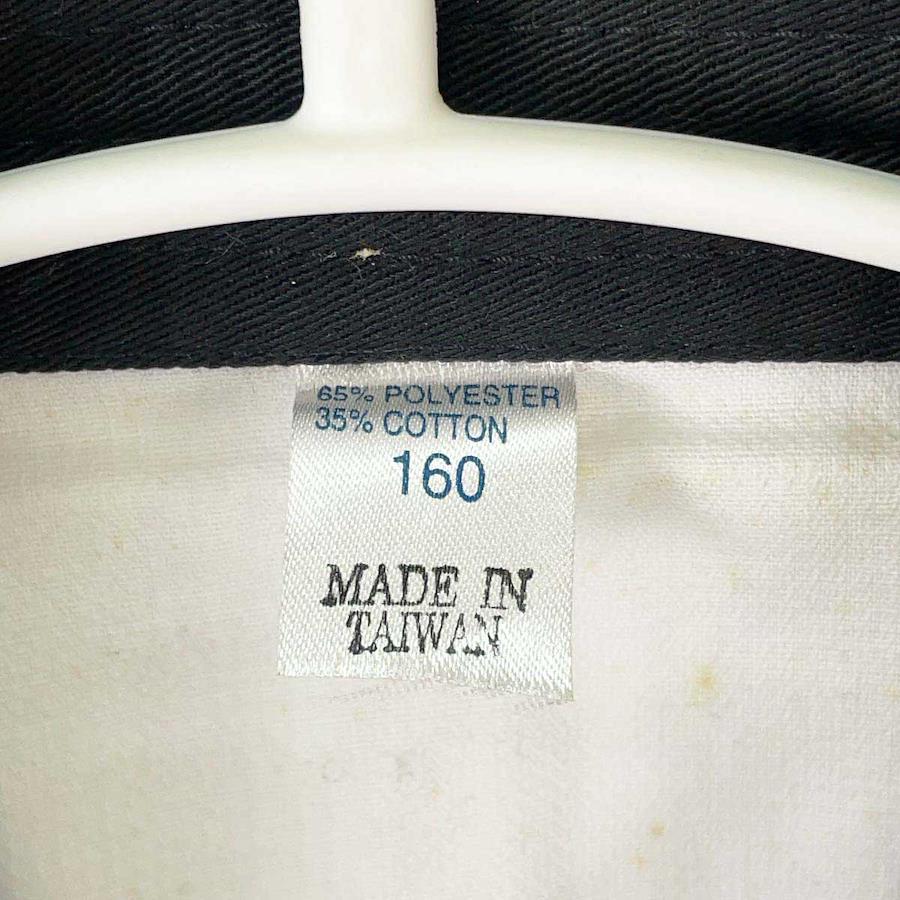 65% POLYESTER
35% COTTON
160
MADE IN
TAIWAN